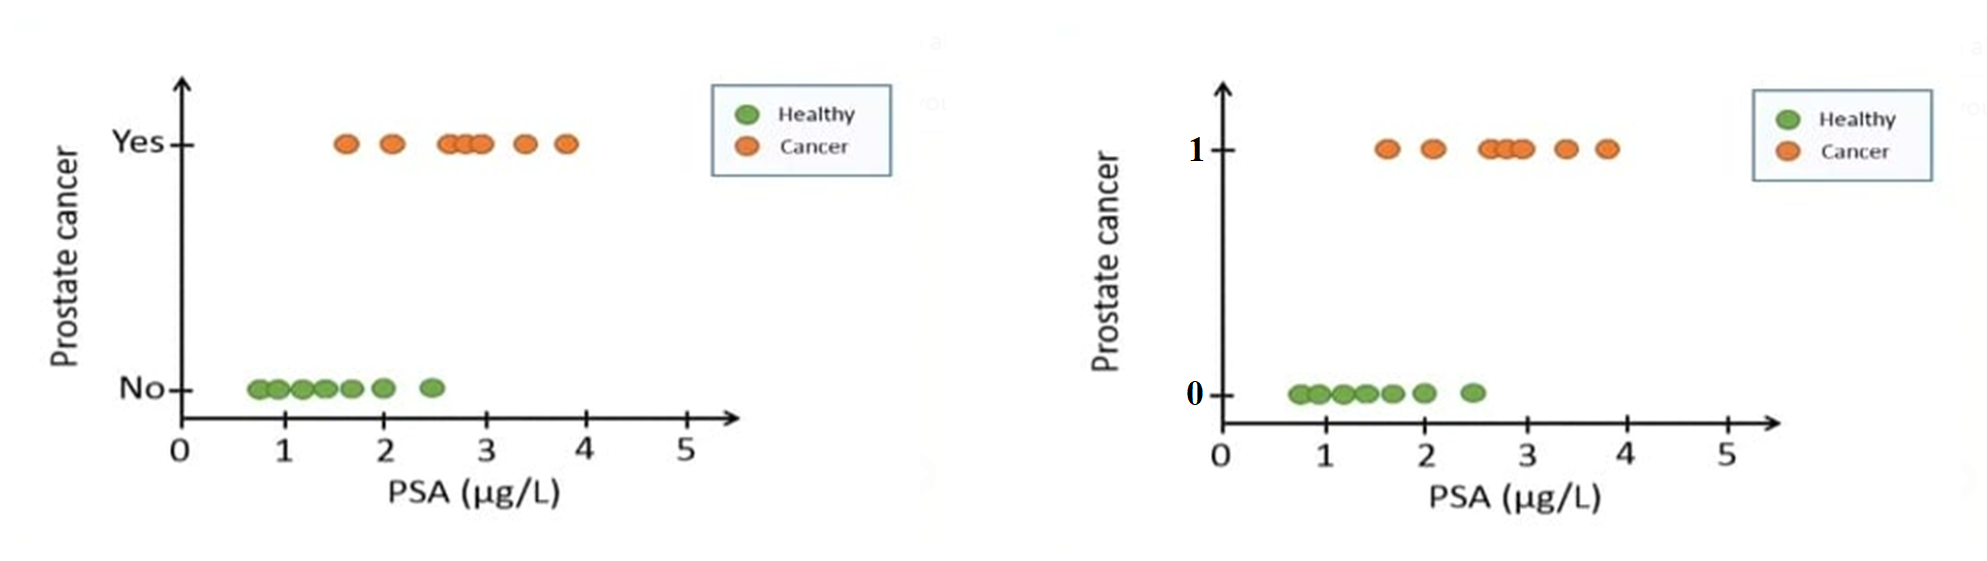 Prostate cancer
Yes
No
0 1 2 3 4 5
PSA (µg/L)
Healthy
Cancer
Prostate cancer
1
0
0 1 2 3 4 5
PSA (µg/L)
Healthy
Cancer